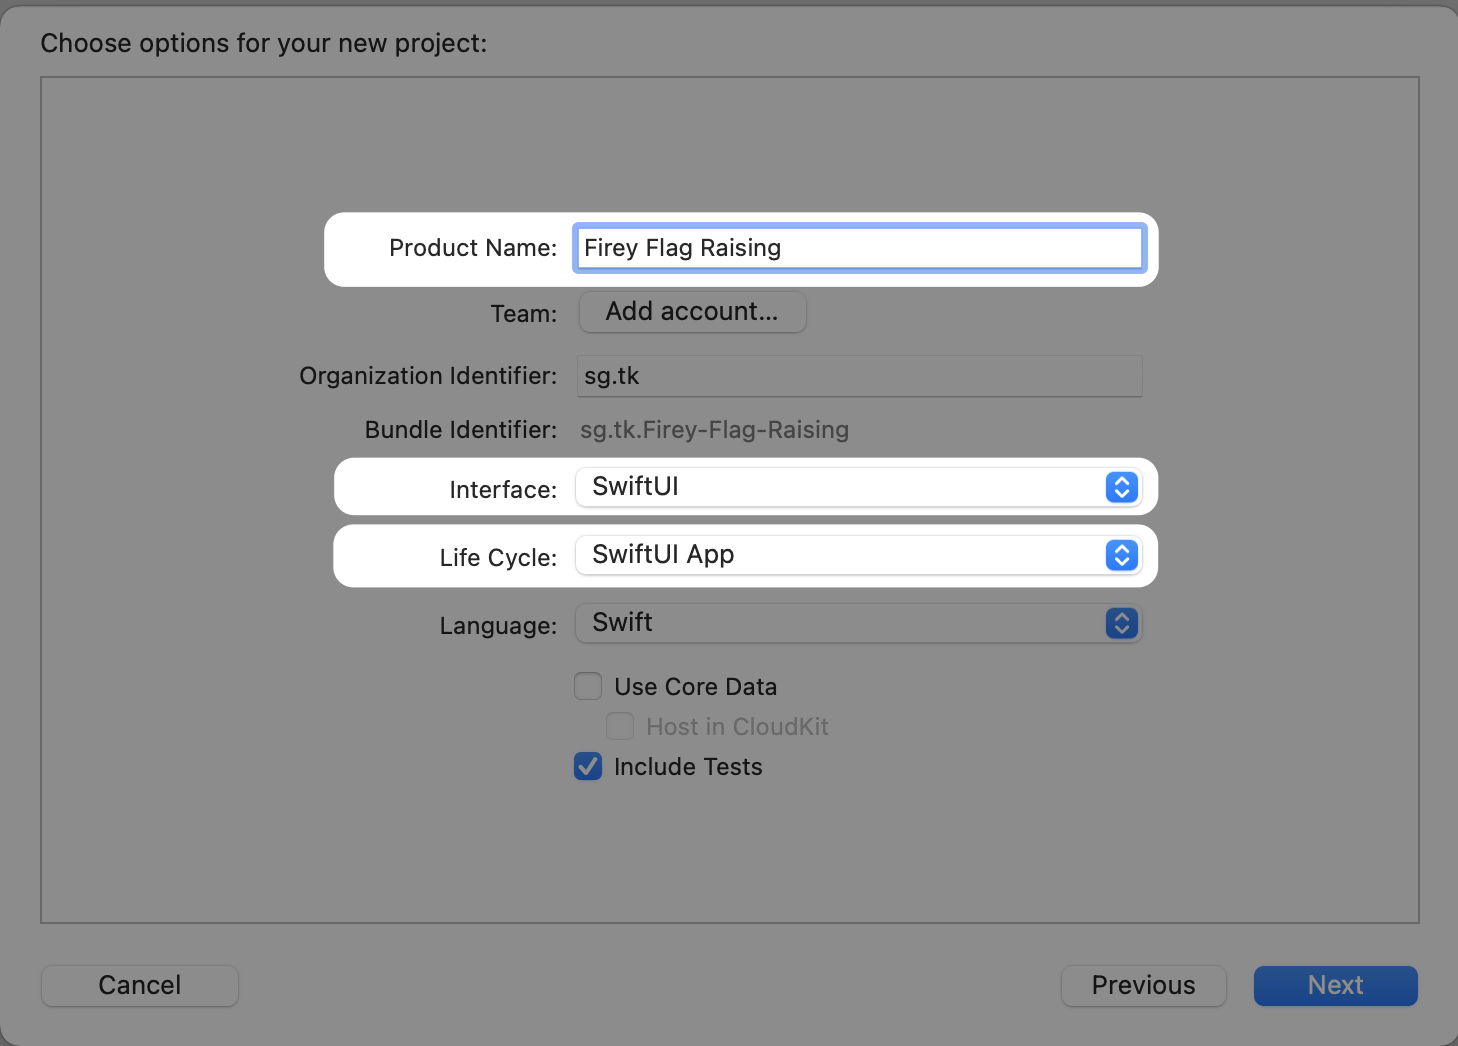 Choose options for your new project:
Product Name: Firey Flag Raising
Team: Add account...
Organization Identifier: sg.tk
Bundle Identifier: sg.tk.Firey-Flag-Raising
Interface: SwiftUI
Life Cycle: SwiftUI App
Language: Swift
Use Core Data
Host in CloudKit
Include Tests
Cancel Previous Next